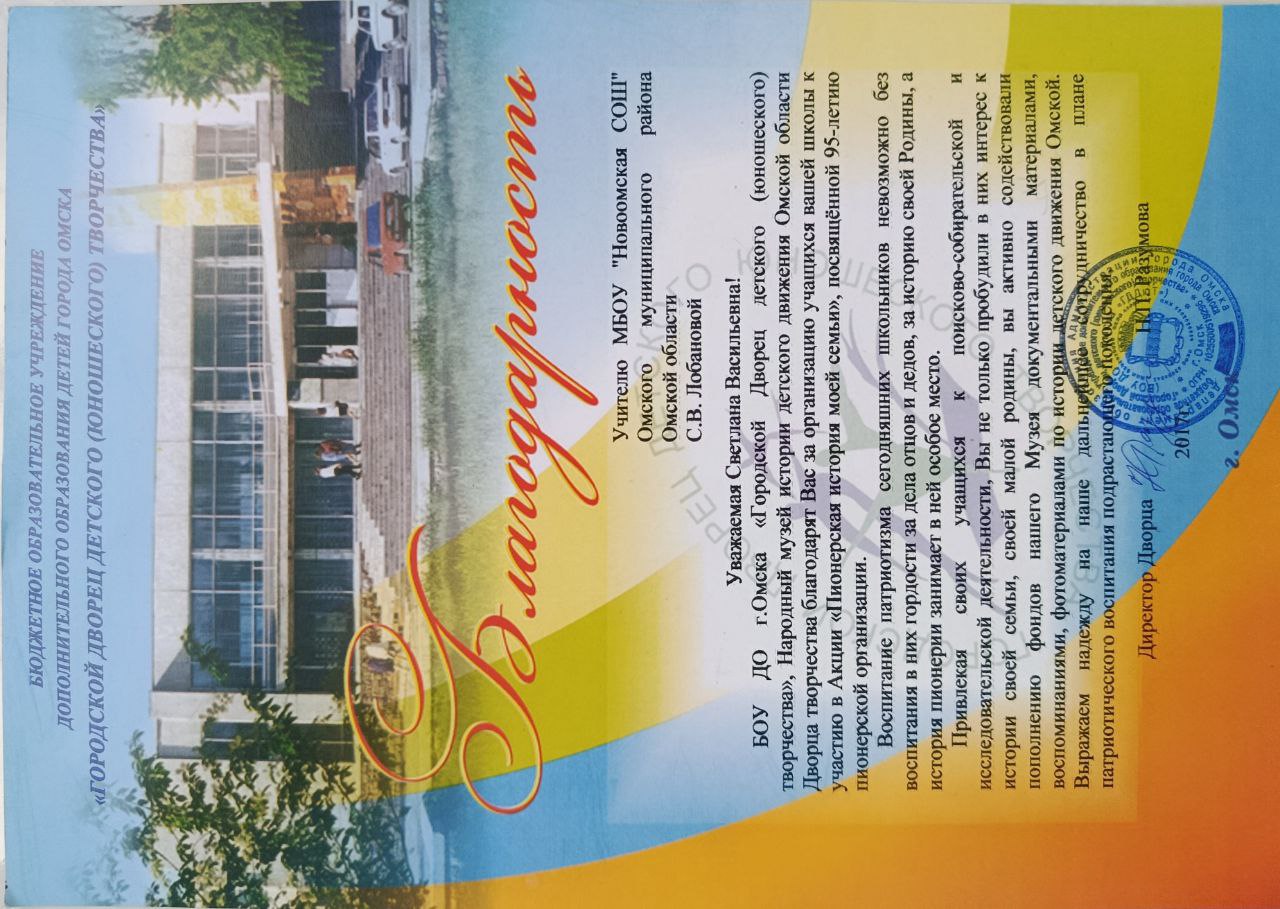 БЮДЖЕТНОЕ ОБРАЗОВАТЕЛЬНОЕ УЧРЕЖДЕНИЕ
ДОПОЛНИТЕЛЬНОГО ОБРАЗОВАНИЯ ДЕТЕЙ ГОРОДА ОМСКА
«ГОРОДСКОЙ ДВОРЕЦ ДЕТСКОГО (ЮНОШЕСКОГО) ТВОРЧЕСТВА»
Благодарность
Учителю МБОУ "Новоомская СОШ"
Омского муниципального района
Омской области
С.В. Лобановой
Уважаемая Светлана Васильевна!
БОУ ДО г.Омска «Городской Дворец детского (юношеского)
творчества», Народный музей истории детского движения Омской области
Дворца творчества благодарят Вас за организацию учащихся вашей школы к
участию в Акции «Пионерская история моей семьи», посвящённой 95-летию
пионерской организации.
Воспитание патриотизма сегодняшних школьников невозможно без
воспитания в них гордости за дела отцов и дедов, за историю своей Родины, а
история пионерии занимает в ней особое место.
Привлекая своих учащихся к поисково-собирательской и
исследовательской деятельности, Вы не только пробудили в них интерес к
истории своей семьи, своей малой родины, вы активно содействовали
пополнению фондов нашего Музея документальными материалами,
воспоминаниями, фотоматериалами по истории детского движения Омской.
Выражаем надежду на наше дальнейшее сотрудничество в плане
патриотического воспитания подрастающего поколения.
Директор Дворца Н.П. Разумова
2017г.
г. Омск
г. Омск
ОГРН 1025500519295